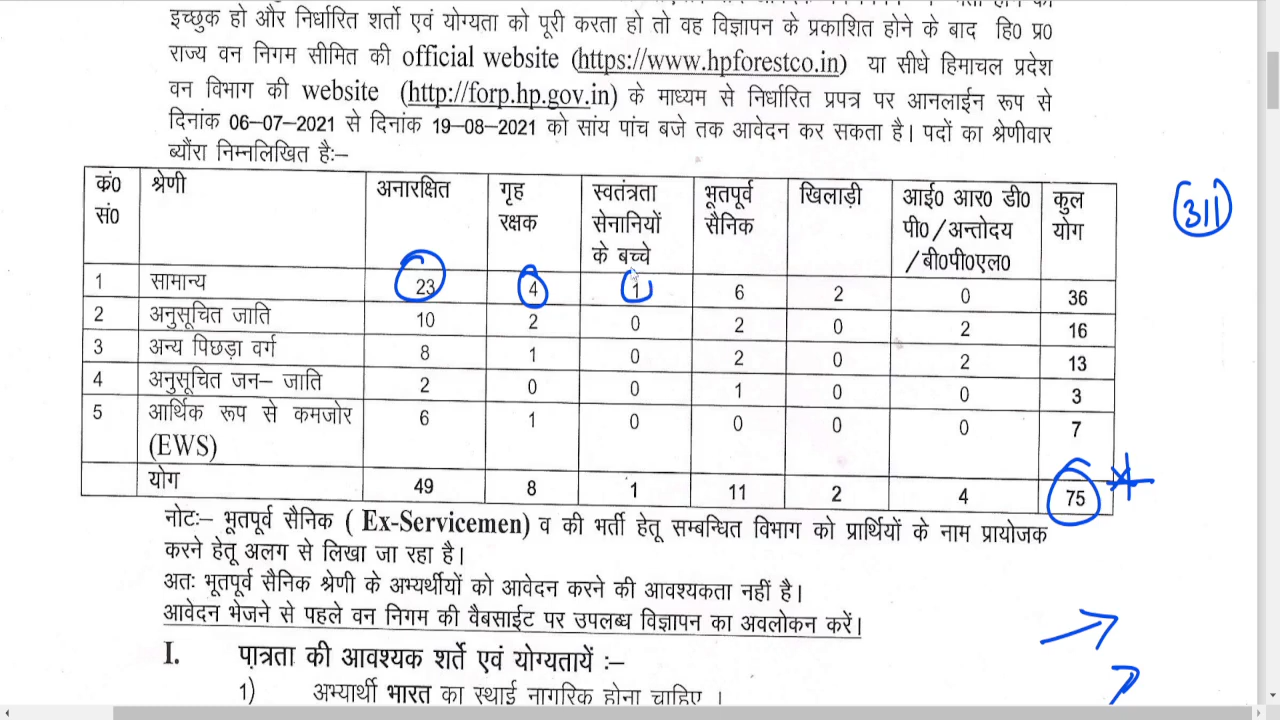 इच्छुक हो और निर्धारित शर्तो एवं योग्यता को पूरी करता हो तो वह विज्ञापन के प्रकाशित होने के बाद हि0 प्र0
राज्य वन निगम सीमित की official website (https://www.hpforestco.in) या सीधे हिमाचल प्रदेश
वन विभाग की website (http://forp.hp.gov.in) के माध्यम से निर्धारित प्रपत्र पर आनलाईन रूप से
दिनांक 06–07–2021 से दिनांक 19–08–2021 को सांय पांच बजे तक आवेदन कर सकता है। पदों का श्रेणीवार
ब्यौंरा निम्नलिखित हैः–
कं0 सं0 श्रेणी अनारक्षित गृह रक्षक स्वतंत्रता सेनानियों के बच्चे भूतपूर्व सैनिक खिलाड़ी आई0 आर0 डी0 पी0/अन्तोदय /बी0पी0एल0 कुल योग
311
1 सामान्य 23 4 1 6 2 0 36
2 अनुसूचित जाति 10 2 0 2 0 2 16
3 अन्य पिछड़ा वर्ग 8 1 0 2 0 2 13
4 अनुसूचित जन– जाति 2 0 0 1 0 0 3
5 आर्थिक रूप से कमजोर (EWS) 6 1 0 0 0 0 7
योग 49 8 1 11 2 4 75
नोटः– भूतपूर्व सैनिक ( Ex-Servicemen) व की भर्ती हेतू सम्बन्धित विभाग को प्रार्थियों के नाम प्रायोजक
करने हेतू अलग से लिखा जा रहा है।
अतः भूतपूर्व सैनिक श्रेणी के अभ्यर्थीयों को आवेदन करने की आवश्यकता नहीं है।
आवेदन भेजने से पहले वन निगम की वैबसाईट पर उपलब्ध विज्ञापन का अवलोकन करें।
I. पात्रता की आवश्यक शर्ते एवं योग्यतायें :–
1) अभ्यार्थी भारत का स्थाई नागरिक होना चाहिए ।